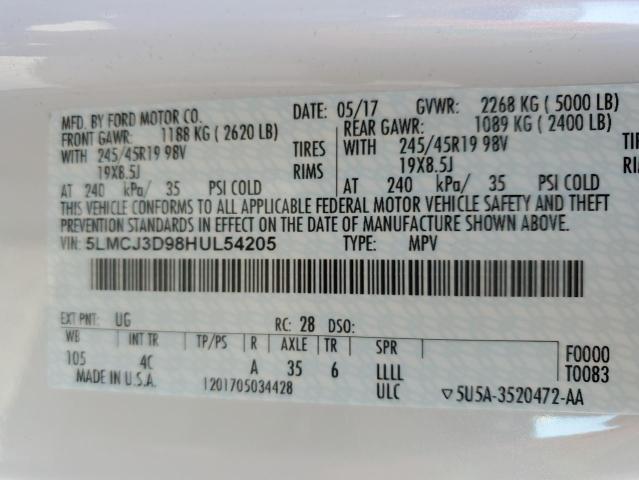 MFD. BY FORD MOTOR CO. DATE: 05/17 GVWR: 2268 KG ( 5000 LB)
FRONT GAWR: 1188 KG ( 2620 LB) REAR GAWR: 1089 KG ( 2400 LB)
WITH 245/45R19 98V TIRES WITH 245/45R19 98V TIRE
19X8.5J RIMS 19X8.5J RIMS
AT 240 kPa/ 35 PSI COLD AT 240 kPa/ 35 PSI COLD
THIS VEHICLE CONFORMS TO ALL APPLICABLE FEDERAL MOTOR VEHICLE SAFETY AND THEFT
PREVENTION STANDARDS IN EFFECT ON THE DATE OF MANUFACTURE SHOWN ABOVE.
VIN: 5LMCJ3D98HUL54205 TYPE: MPV
EXT PNT: UG RC: 28 DSO:
WB INT TR TP/PS R AXLE TR SPR F0000
105 4C A 35 6 LLLL T0083
MADE IN U.S.A. 1201705034428 ULC ▽5U5A-3520472-AA